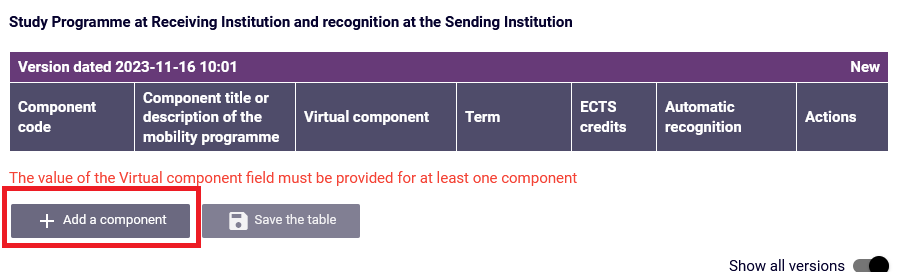 Study Programme at Receiving Institution and recognition at the Sending Institution
Version dated 2023-11-16 10:01 New
Component code
Component title or description of the mobility programme
Virtual component
Term
ECTS credits
Automatic recognition
Actions
The value of the Virtual component field must be provided for at least one component
Add a component
Save the table
Show all versions